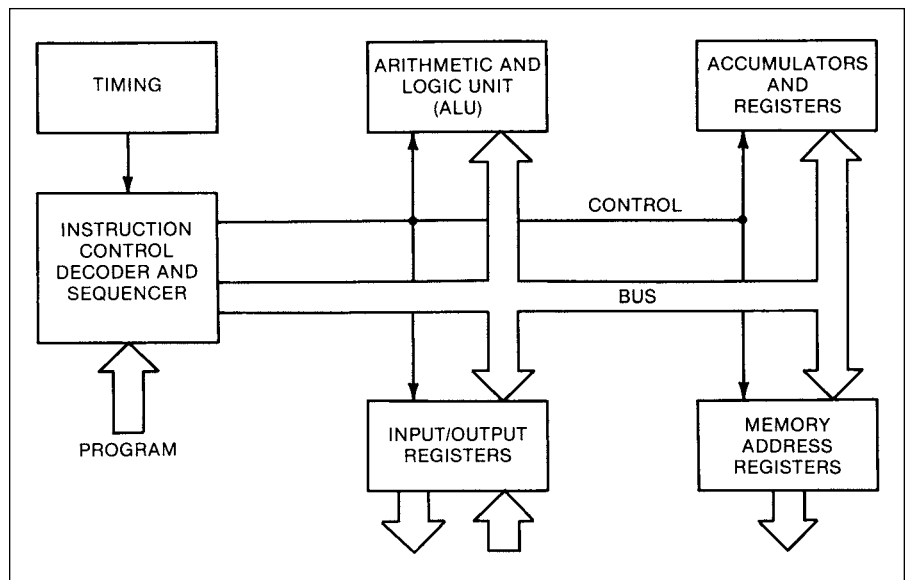 TIMING
ARITHMETIC AND
LOGIC UNIT
(ALU)
ACCUMULATORS
AND
REGISTERS
INSTRUCTION
CONTROL
DECODER AND
SEQUENCER
CONTROL
BUS
PROGRAM
INPUT/OUTPUT
REGISTERS
MEMORY
ADDRESS
REGISTERS